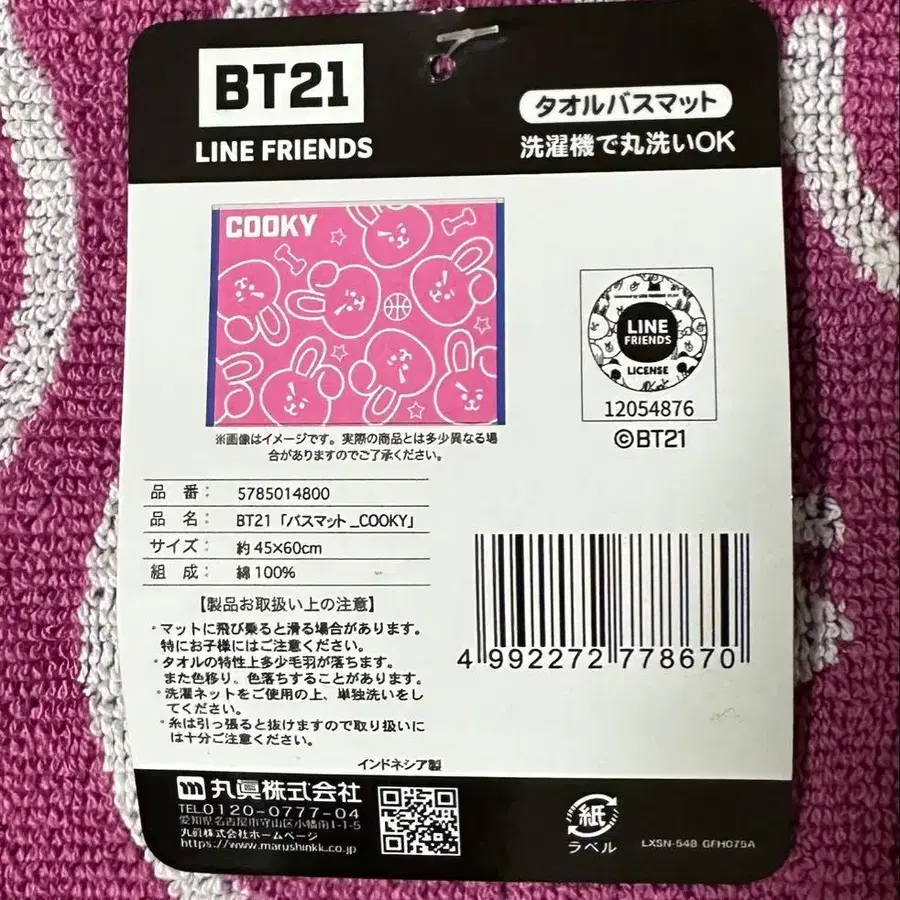 BT21
LINE FRIENDS
タオルバスマット
洗濯機で丸洗いOK
COOKY
※画像はイメージです。実際の商品とは多少異なる場
合がありますのでご了承ください。
LINE
FRIENDS
LICENSE
12054876
©BT21
品 番： 5785014800
品 名： BT21「バスマット_COOKY」
サイズ： 約45×60cm
組 成： 綿100%
【製品お取扱い上の注意】
・マットに飛び乗ると滑る場合があります。
特にお子様にはご注意ください。
・タオルの特性上多少毛羽が落ちます。
また色移り、色落ちすることがあります。
・洗濯ネットをご使用の上、単独洗いをし
てください。
・糸は引っ張ると抜けますので取り扱いに
は十分ご注意ください。
4 992272 778670
インドネシア製
丸眞株式会社
TEL0120-0777-04
愛知県名古屋市守山区小幡南1-1-5
丸眞株式会社ホームページ
https://www.marushinkk.co.jp
紙
ラベル
LXSN-548 GFH075A